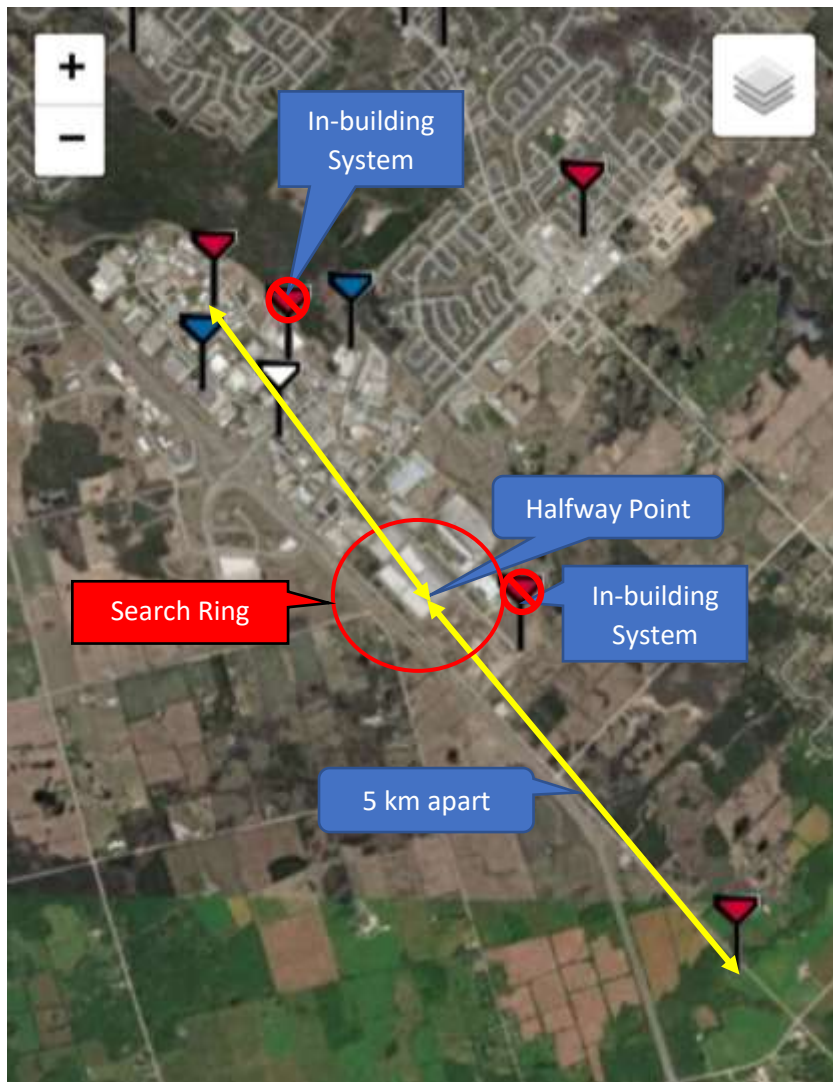 +
−
In-building
System
Halfway Point
Search Ring
In-building
System
5 km apart